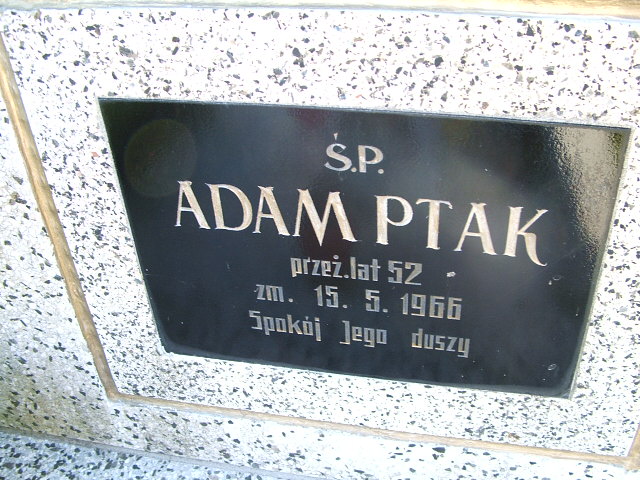 Ś.P.
ADAM PTAK
przeż.lat 52
zm. 15. 5. 1966
Spokój Jego duszy